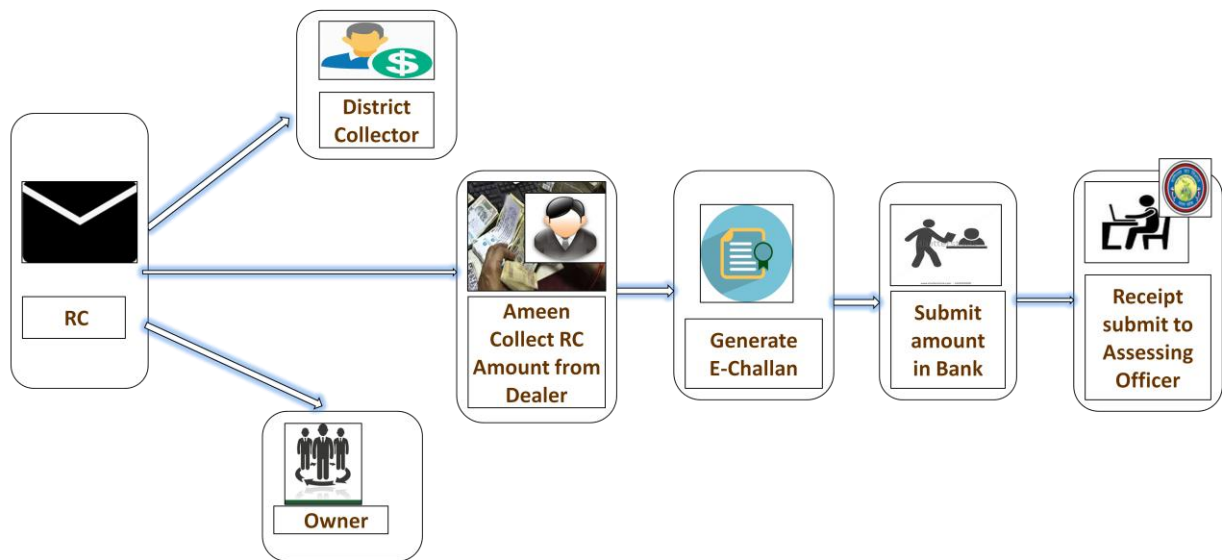 District
Collector
RC
Owner
Ameen
Collect RC
Amount from
Dealer
Generate
E-Challan
Submit
amount
in Bank
Receipt
submit to
Assessing
Officer